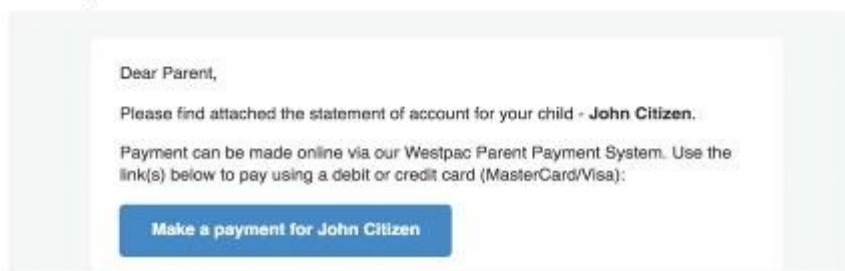 Dear Parent,
Please find attached the statement of account for your child - John Citizen.
Payment can be made online via our Westpac Parent Payment System. Use the
link(s) below to pay using a debit or credit card (MasterCard/Visa):
Make a payment for John Citizen